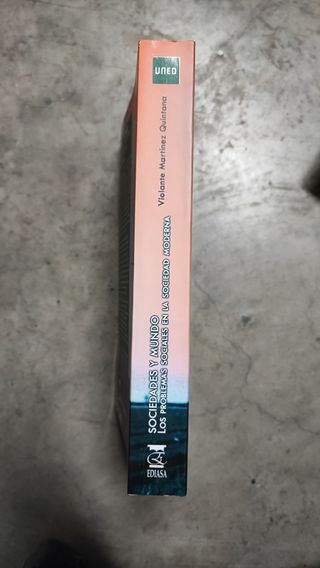 UNED
Violante Martínez Quintana
SOCIEDADES Y MUNDO
LOS PROBLEMAS SOCIALES EN LA SOCIEDAD MODERNA
EDIASA